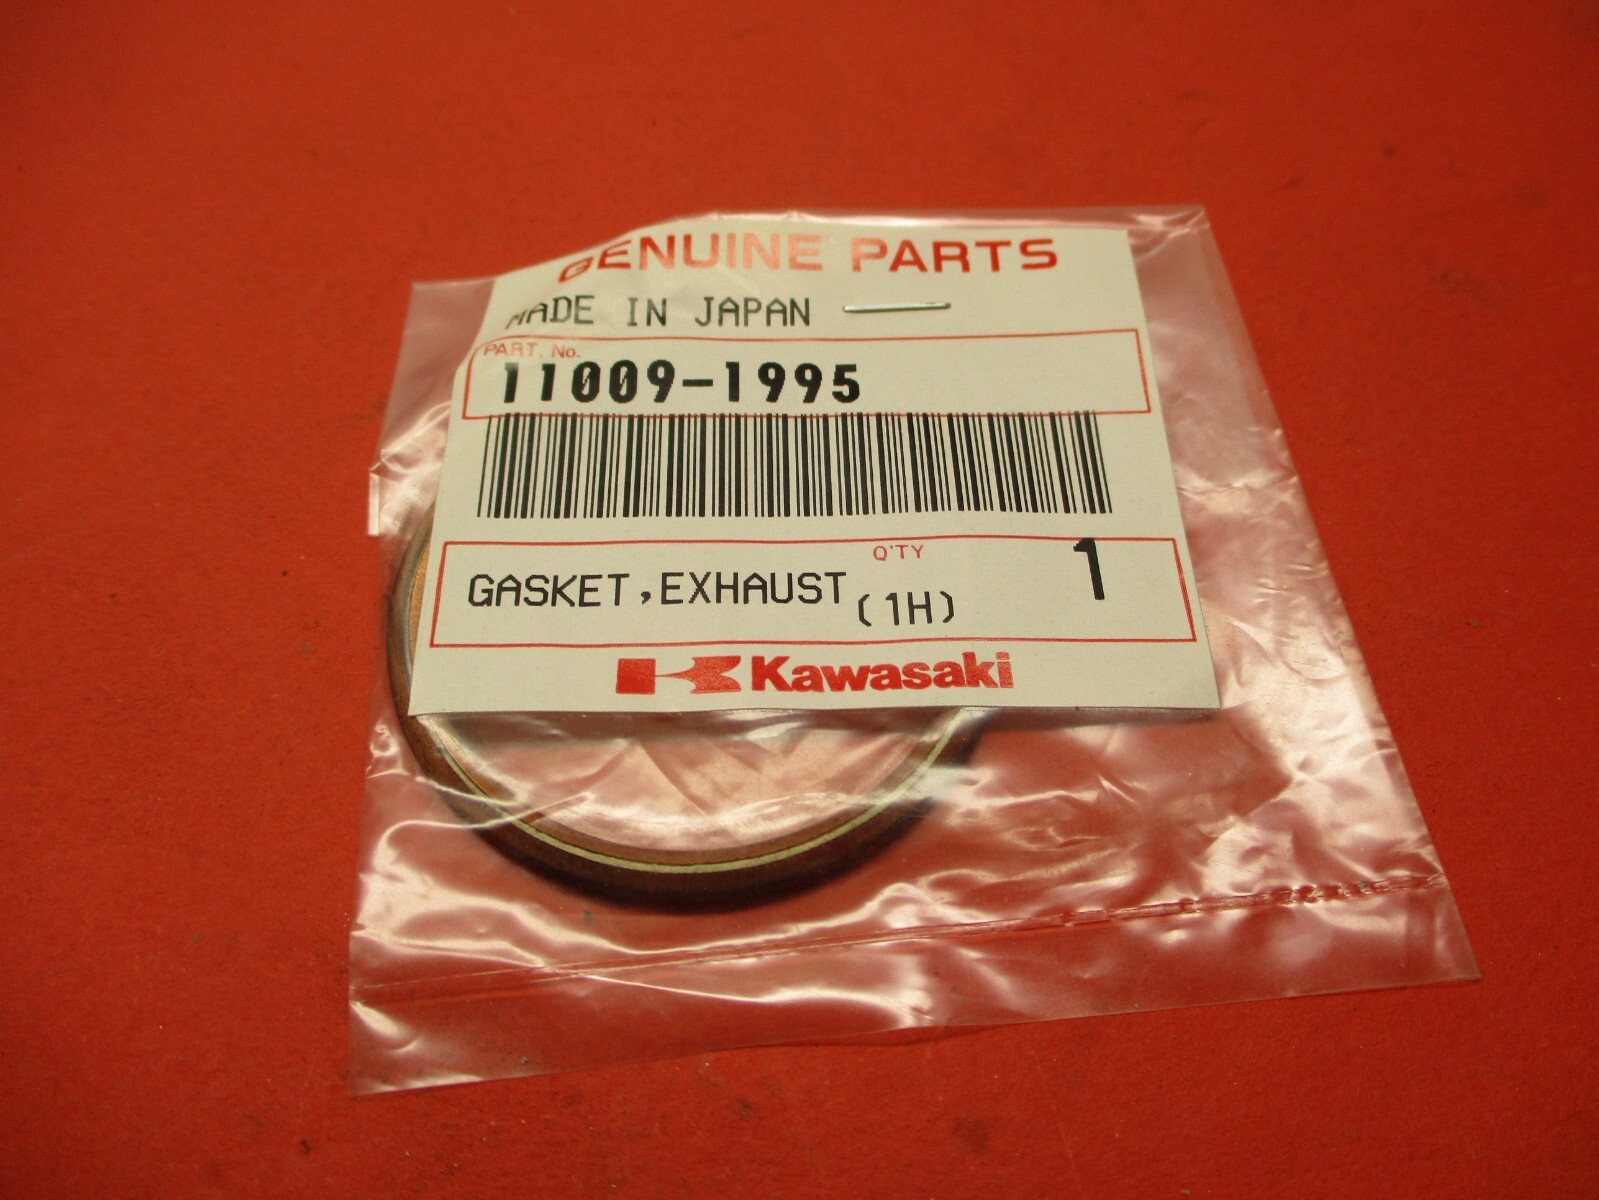 GENUINE PARTS
MADE IN JAPAN
PART. No.
11009-1995
Q'TY
GASKET,EXHAUST (1H) 1
Kawasaki